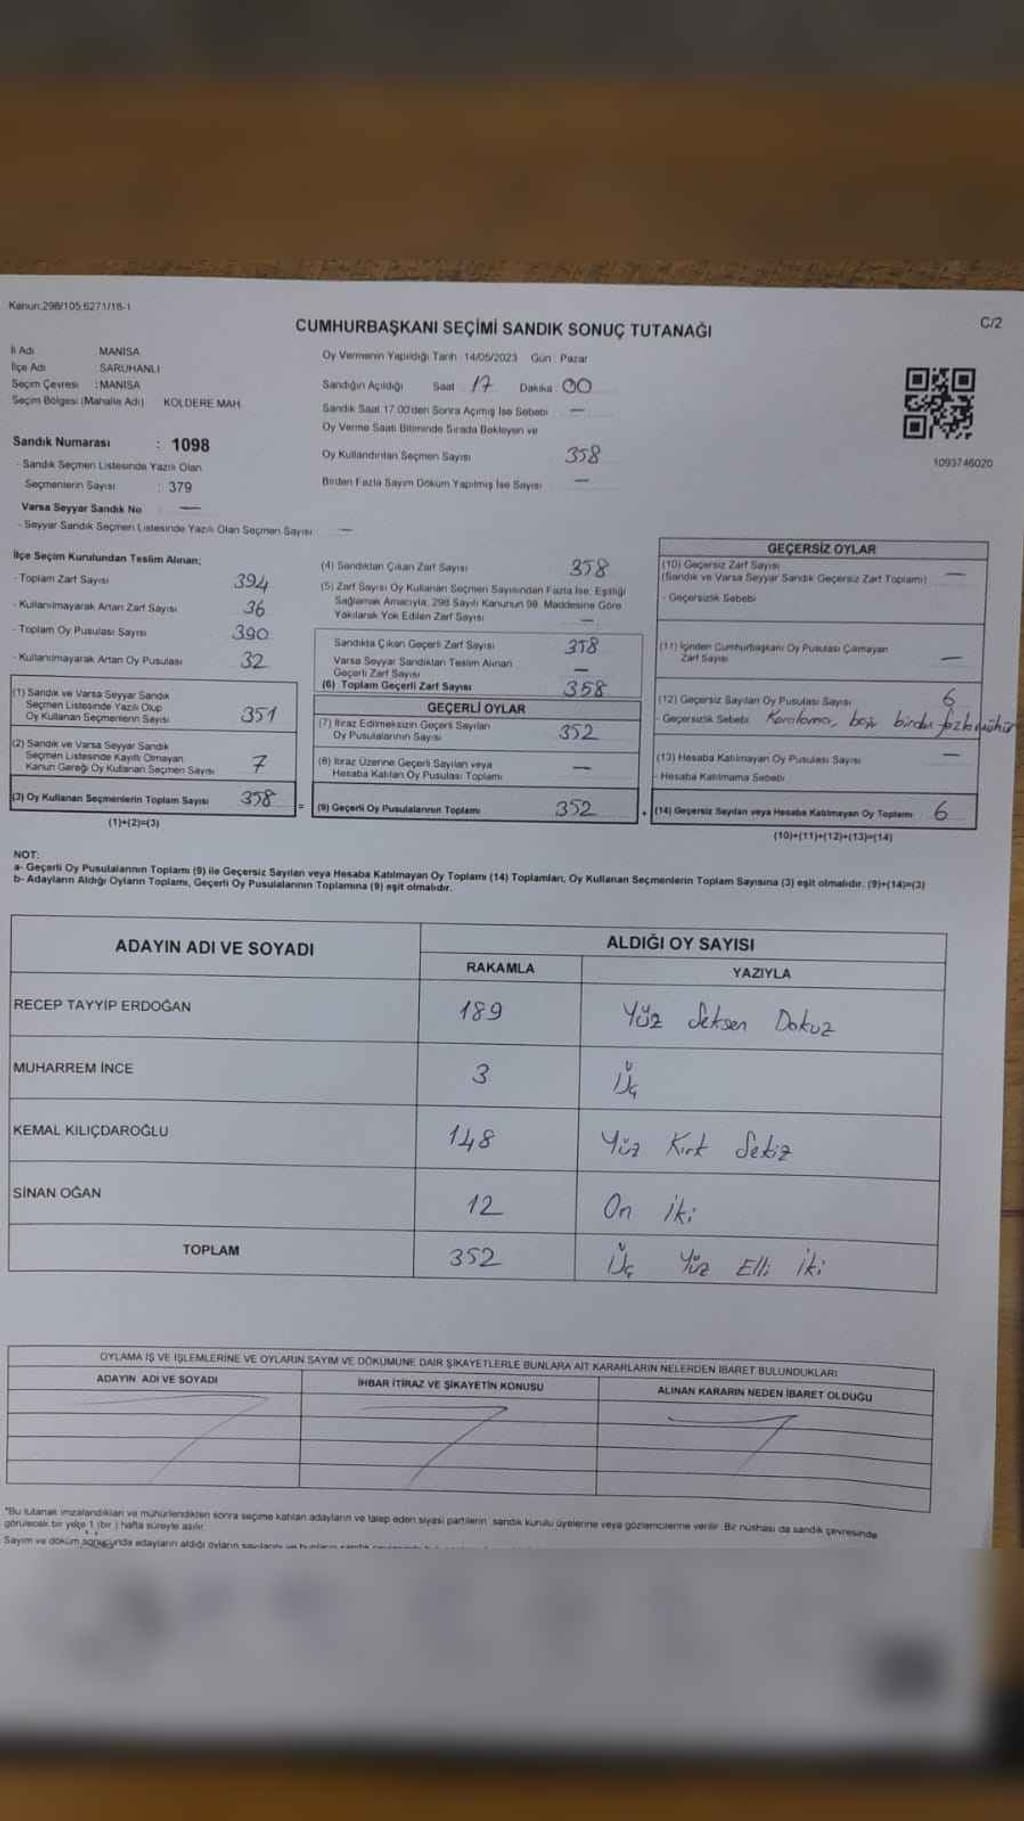 Kanun:298/105.6271/16-1
CUMHURBAŞKANI SEÇİMİ SANDIK SONUÇ TUTANAĞI
C/2
İl Adı MANİSA
İlçe Adı SARUHANLI
Seçim Çevresi : MANİSA
Seçim Bölgesi (Mahalle Adı) KOLDERE MAH.
Oy Vermenin Yapıldığı Tarih : 14/05/2023 Gün : Pazar
Sandığın Açıldığı Saat 17 Dakika 00
Sandık Saat 17.00'den Sonra Açılmış İse Sebebi —
Oy Verme Saati Bitiminde Sırada Bekleyen ve
Oy Kullandırılan Seçmen Sayısı 358
Birden Fazla Sayım Döküm Yapılmış İse Sayısı —
1093746020
Sandık Numarası : 1098
- Sandık Seçmen Listesinde Yazılı Olan
Seçmenlerin Sayısı : 379
Varsa Seyyar Sandık No —
- Seyyar Sandık Seçmen Listesinde Yazılı Olan Seçmen Sayısı : —
İlçe Seçim Kurulundan Teslim Alınan;
- Toplam Zarf Sayısı 394
- Kullanılmayarak Artan Zarf Sayısı 36
- Toplam Oy Pusulası Sayısı 390
- Kullanılmayarak Artan Oy Pusulası 32
(1) Sandık ve Varsa Seyyar Sandık
Seçmen Listesinde Yazılı Olup
Oy Kullanan Seçmenlerin Sayısı 351
(2) Sandık ve Varsa Seyyar Sandık
Seçmen Listesinde Kayıtlı Olmayan
Kanun Gereği Oy Kullanan Seçmen Sayısı 7
(3) Oy Kullanan Seçmenlerin Toplam Sayısı 358
(1)+(2)=(3)
(4) Sandıktan Çıkan Zarf Sayısı 358
(5) Zarf Sayısı Oy Kullanan Seçmen Sayısından Fazla İse, Eşitliği
Sağlamak Amacıyla, 298 Sayılı Kanunun 98. Maddesine Göre
Yakılarak Yok Edilen Zarf Sayısı —
Sandıkta Çıkan Geçerli Zarf Sayısı 358
Varsa Seyyar Sandıktan Teslim Alınan
Geçerli Zarf Sayısı —
(6) Toplam Geçerli Zarf Sayısı 358
GEÇERLİ OYLAR
(7) İtiraz Edilmeksizin Geçerli Sayılan
Oy Pusulalarının Sayısı 352
(8) İtiraz Üzerine Geçerli Sayılan veya
Hesaba Katılan Oy Pusulası Toplamı —
= (9) Geçerli Oy Pusulalarının Toplamı 352
GEÇERSİZ OYLAR
(10) Geçersiz Zarf Sayısı
(Sandık ve Varsa Seyyar Sandık Geçersiz Zarf Toplamı) —
- Geçersizlik Sebebi
(11) İçinden Cumhurbaşkanı Oy Pusulası Çıkmayan
Zarf Sayısı —
(12) Geçersiz Sayılan Oy Pusulası Sayısı 6
- Geçersizlik Sebebi Karalama, boş, birden fazla mühür
(13) Hesaba Katılmayan Oy Pusulası Sayısı —
- Hesaba Katılmama Sebebi
+ (14) Geçersiz Sayılan veya Hesaba Katılmayan Oy Toplamı 6
(10)+(11)+(12)+(13)=(14)
NOT:
a- Geçerli Oy Pusulalarının Toplamı (9) ile Geçersiz Sayılan veya Hesaba Katılmayan Oy Toplamı (14) Toplamları, Oy Kullanan Seçmenlerin Toplam Sayısına (3) eşit olmalıdır. (9)+(14)=(3)
b- Adayların Aldığı Oyların Toplamı, Geçerli Oy Pusulalarının Toplamına (9) eşit olmalıdır.
ADAYIN ADI VE SOYADI ALDIĞI OY SAYISI
RAKAMLA YAZIYLA
RECEP TAYYİP ERDOĞAN 189 Yüz Seksen Dokuz
MUHARREM İNCE 3 Üç
KEMAL KILIÇDAROĞLU 148 Yüz Kırk Sekiz
SİNAN OĞAN 12 On İki
TOPLAM 352 Üç Yüz Elli İki
OYLAMA İŞ VE İŞLEMLERİNE VE OYLARIN SAYIM VE DÖKÜMÜNE DAİR ŞİKAYETLERLE BUNLARA AİT KARARLARIN NELERDEN İBARET BULUNDUKLARI
ADAYIN ADI VE SOYADI İHBAR İTİRAZ VE ŞİKAYETİN KONUSU ALINAN KARARIN NEDEN İBARET OLDUĞU
*Bu tutanak imzalandıktan ve mühürlendikten sonra seçime katılan adayların ve talep eden siyasi partilerin sandık kurulu üyelerine veya gözlemcilerine verilir. Bir nüshası da sandık çevresinde
görülecek bir yere 1 (bir) hafta süreyle asılır.
Sayım ve döküm sonucunda adayların aldığı oyların sayılarını ve bunların